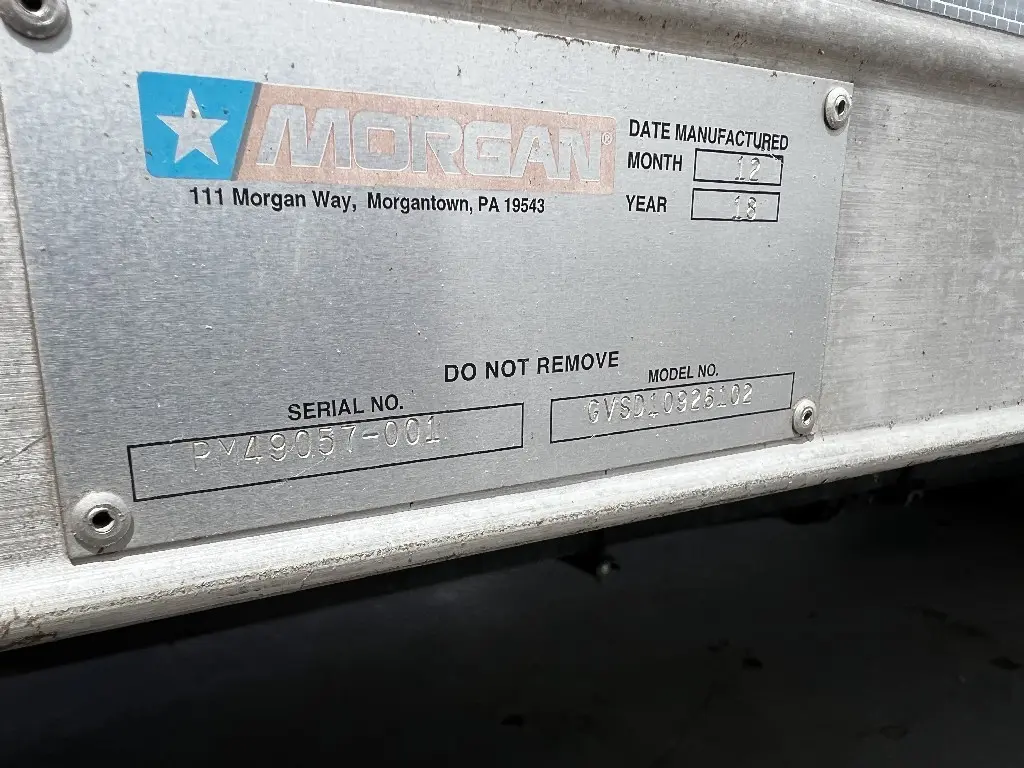 MORGAN®
111 Morgan Way, Morgantown, PA 19543
DATE MANUFACTURED
MONTH 12
YEAR 18
DO NOT REMOVE
SERIAL NO.
PM49057-001
MODEL NO.
GVSD10926102